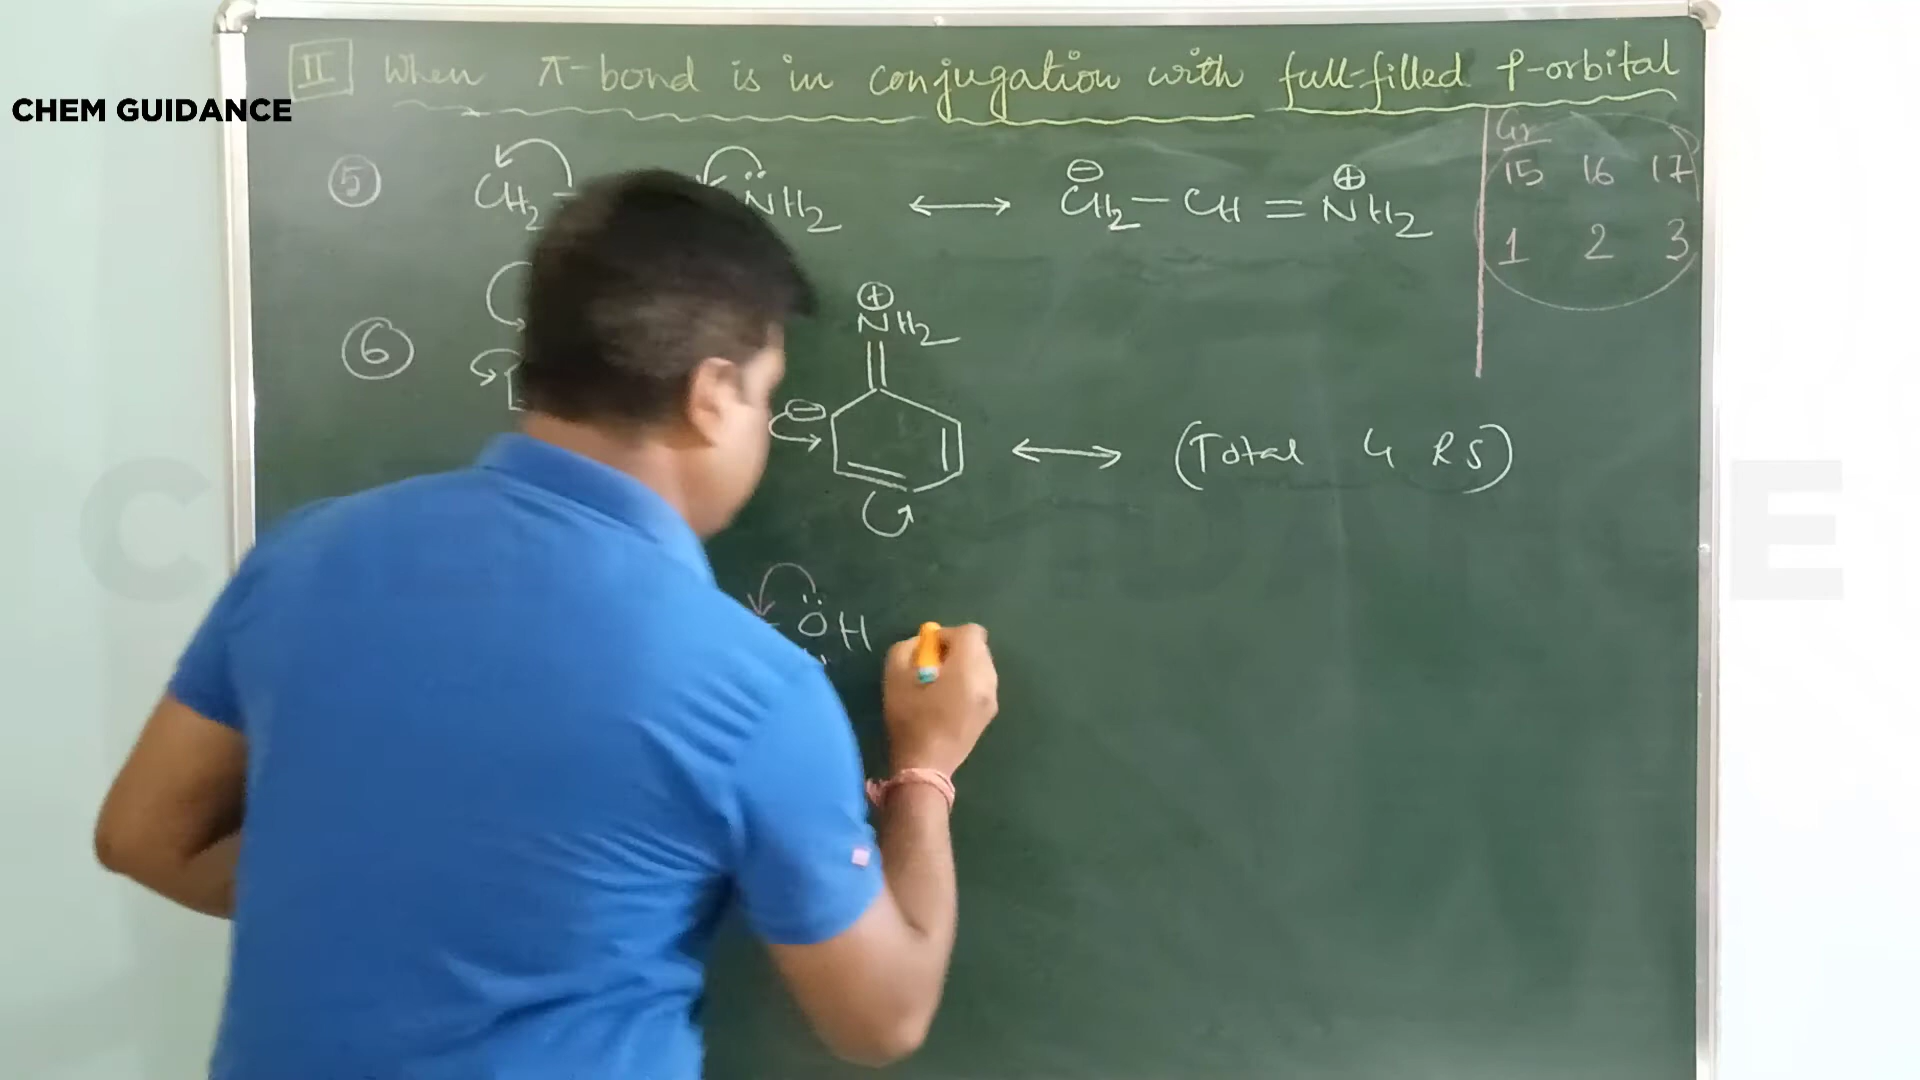 II When π-bond is in conjugation with full-filled p-orbital
CHEM GUIDANCE
Gr
15 16 17
1 2 3
5 CH2 NH2 ⟷ ⊖CH2 – CH = ⊕NH2
6 ⊕NH2
⊖ ⟷ (Total 4 RS)
– OH